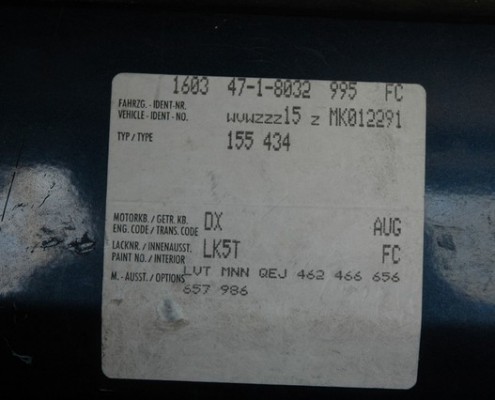 1603 47-1-8032 995 FC
FAHRZG. - IDENT-NR.
VEHICLE - IDENT - NO. WVWZZZ15 Z MK012291
TYP / TYPE 155 434
MOTORKB. / GETR. KB.
ENG. CODE / TRANS. CODE DX AUG
LACKNR. / INNENAUSST.
PAINT NO. / INTERIOR LK5T FC
M. - AUSST. / OPTIONS LVT MNN QEJ 462 466 656
657 986